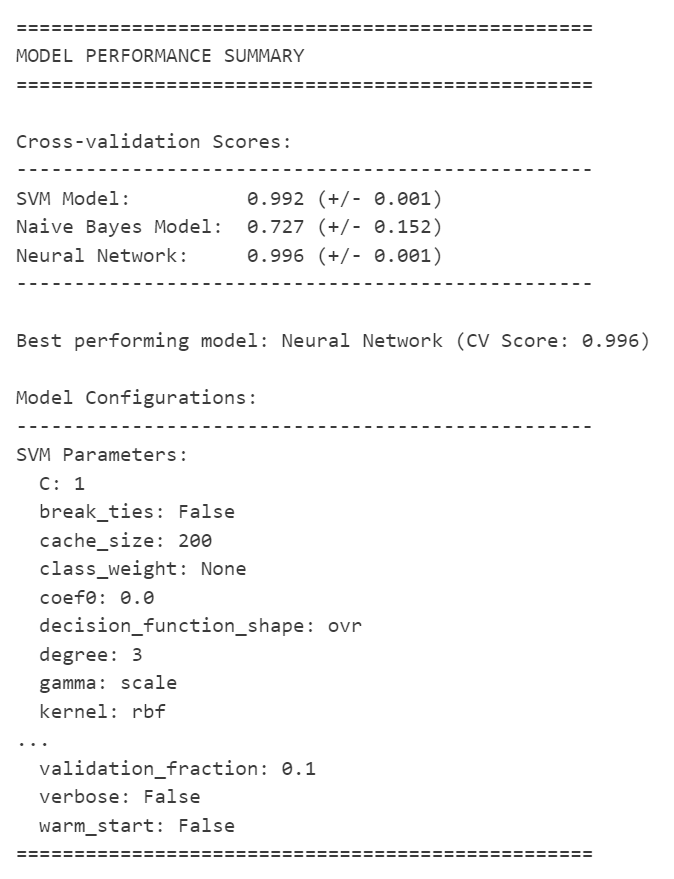 ==================================================
MODEL PERFORMANCE SUMMARY
==================================================
Cross-validation Scores:
--------------------------------------------------
SVM Model:          0.992 (+/- 0.001)
Naive Bayes Model:  0.727 (+/- 0.152)
Neural Network:     0.996 (+/- 0.001)
--------------------------------------------------
Best performing model: Neural Network (CV Score: 0.996)
Model Configurations:
--------------------------------------------------
SVM Parameters:
  C: 1
  break_ties: False
  cache_size: 200
  class_weight: None
  coef0: 0.0
  decision_function_shape: ovr
  degree: 3
  gamma: scale
  kernel: rbf
...
  validation_fraction: 0.1
  verbose: False
  warm_start: False
==================================================